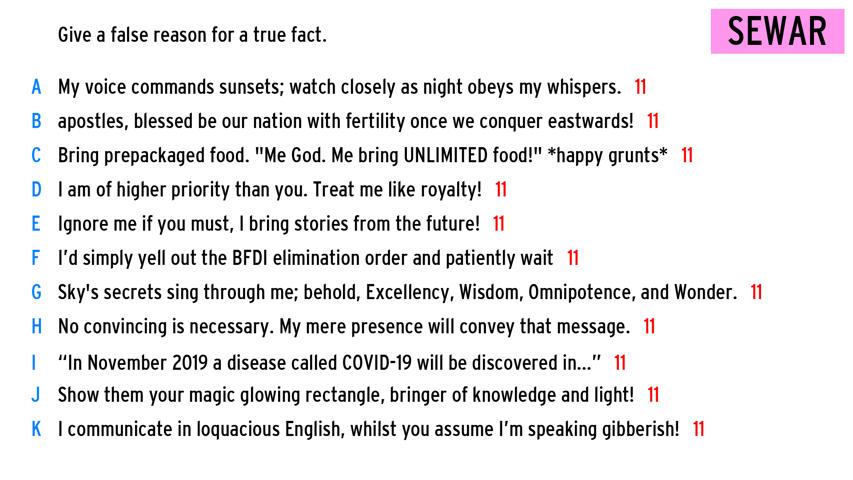 Give a false reason for a true fact.
SEWAR
A My voice commands sunsets; watch closely as night obeys my whispers. 11
B apostles, blessed be our nation with fertility once we conquer eastwards! 11
C Bring prepackaged food. "Me God. Me bring UNLIMITED food!" *happy grunts* 11
D I am of higher priority than you. Treat me like royalty! 11
E Ignore me if you must, I bring stories from the future! 11
F I'd simply yell out the BFDI elimination order and patiently wait 11
G Sky's secrets sing through me; behold, Excellency, Wisdom, Omnipotence, and Wonder. 11
H No convincing is necessary. My mere presence will convey that message. 11
I “In November 2019 a disease called COVID-19 will be discovered in...” 11
J Show them your magic glowing rectangle, bringer of knowledge and light! 11
K I communicate in loquacious English, whilst you assume I'm speaking gibberish! 11